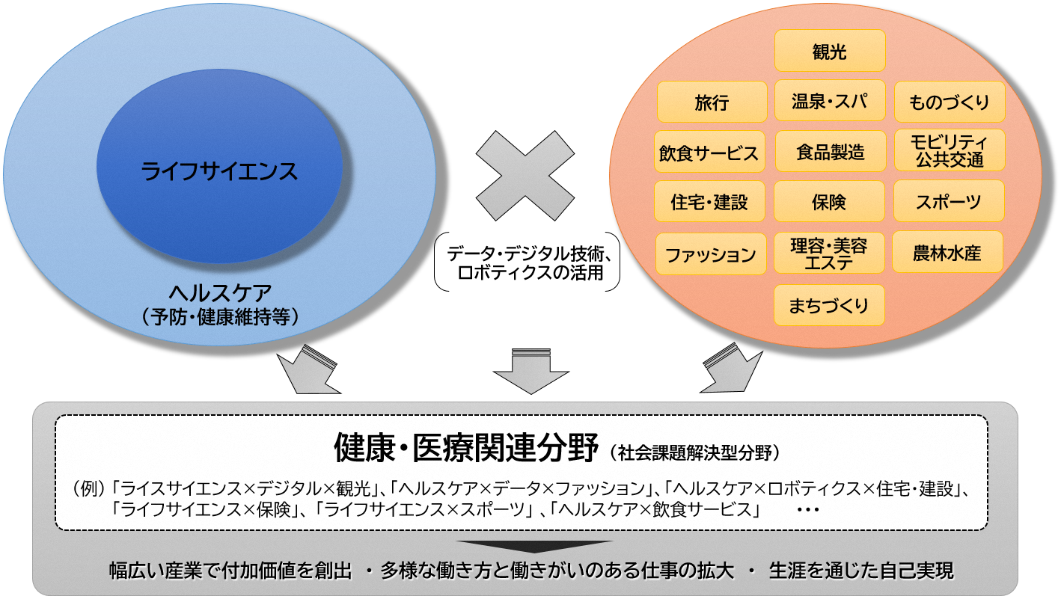 ライフサイエンス
ヘルスケア
（予防・健康維持等）
データ・デジタル技術、
ロボティクスの活用
観光
旅行
温泉・スパ
ものづくり
飲食サービス
食品製造
モビリティ
公共交通
住宅・建設
保険
スポーツ
ファッション
理容・美容
エステ
農林水産
まちづくり
健康・医療関連分野（社会課題解決型分野）
（例）「ライスサイエンス×デジタル×観光」、「ヘルスケア×データ×ファッション」、「ヘルスケア×ロボティクス×住宅・建設」、
「ライフサイエンス×保険」、「ライフサイエンス×スポーツ」、「ヘルスケア×飲食サービス」 ・・・
幅広い産業で付加価値を創出 ・多様な働き方と働きがいのある仕事の拡大 ・ 生涯を通じた自己実現